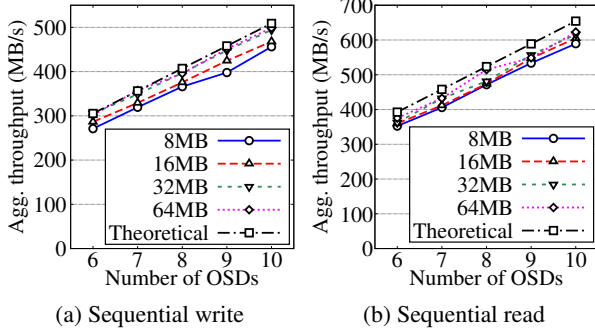 Agg. throughput (MB/s)
500
400
300
200
100
0
8MB
16MB
32MB
64MB
Theoretical
6 7 8 9 10
Number of OSDs
(a) Sequential write
Agg. throughput (MB/s)
700
600
500
400
300
200
100
0
8MB
16MB
32MB
64MB
Theoretical
6 7 8 9 10
Number of OSDs
(b) Sequential read